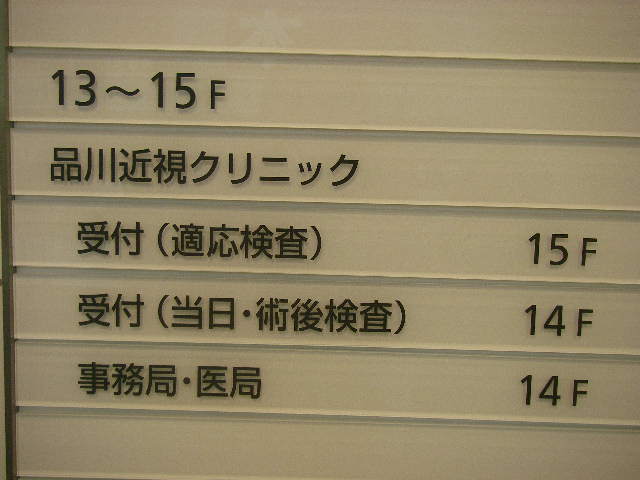 13～15F
品川近視クリニック
受付（適応検査） 15F
受付（当日・術後検査） 14F
事務局・医局 14F